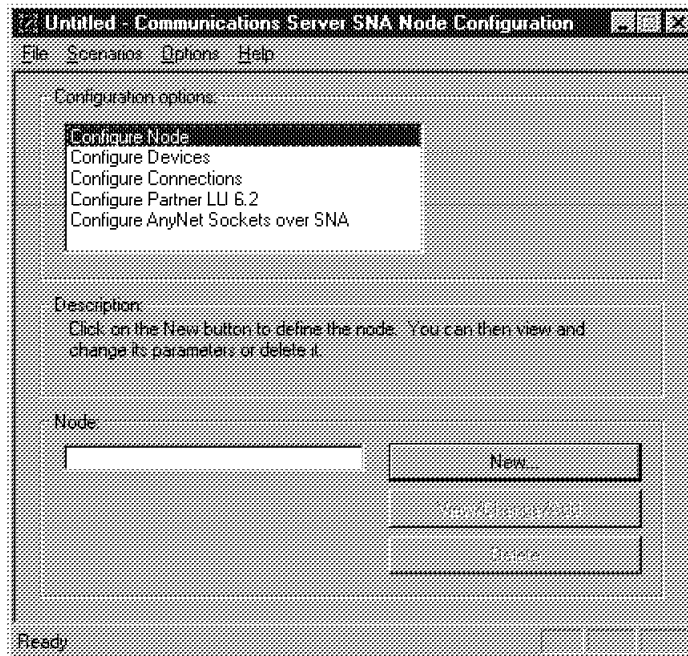 Untitled - Communications Server SNA Node Configuration
File Scenarios Options Help
Configuration options:
Configure Node
Configure Devices
Configure Connections
Configure Partner LU 6.2
Configure AnyNet Sockets over SNA
Description:
Click on the New button to define the node. You can then view and
change its parameters or delete it.
Node:
New...
View/Change/Add...
Delete
Ready